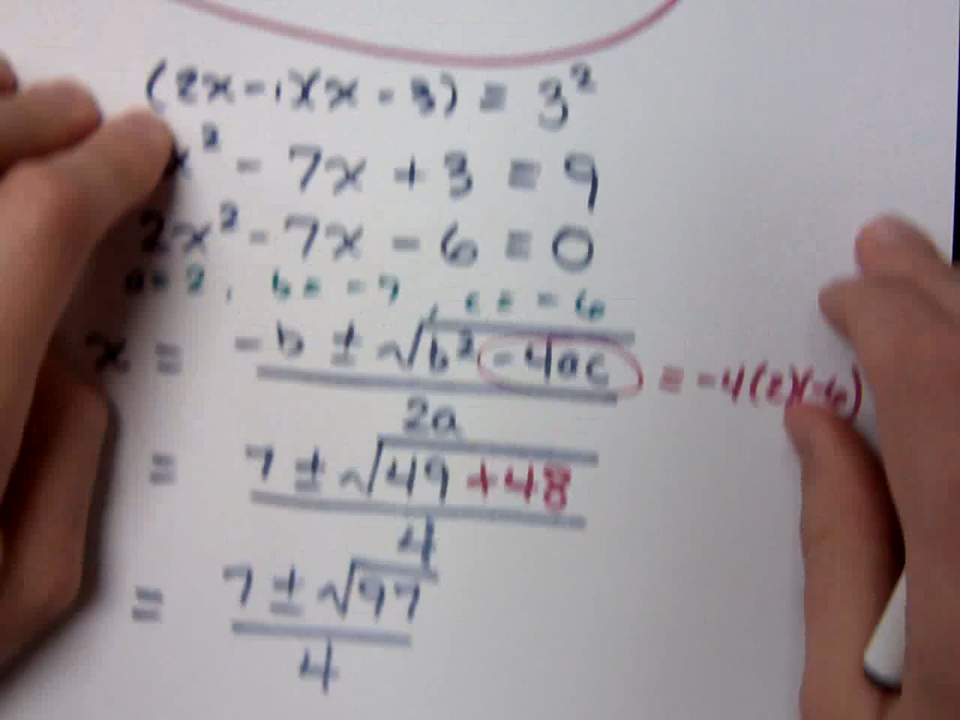 (2x-1)(x-3) = 3²
x² - 7x + 3 = 9
2x² - 7x - 6 = 0
a = 2, b = -7, c = -6
x = -b ± √b² - 4ac = -4(2)(-6)
2a
= 7 ± √49 + 48
4
= 7 ± √97
4